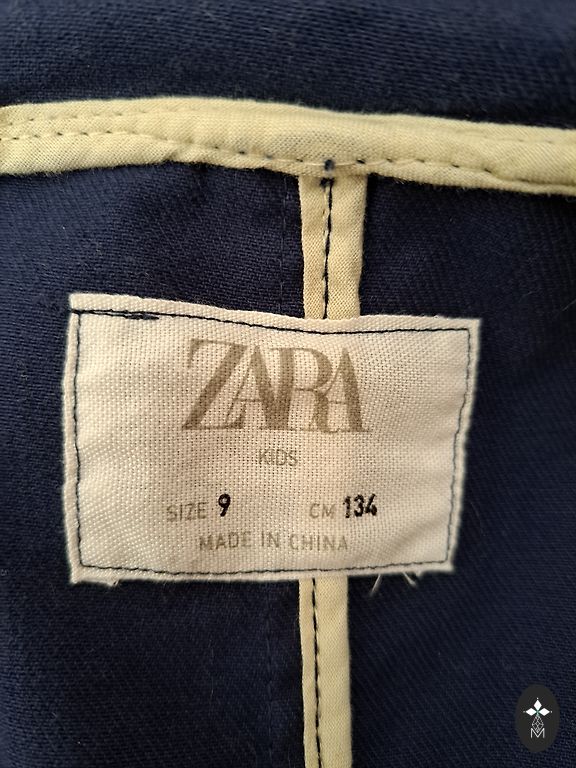 ZARA
KIDS
SIZE 9 CM 134
MADE IN CHINA
M